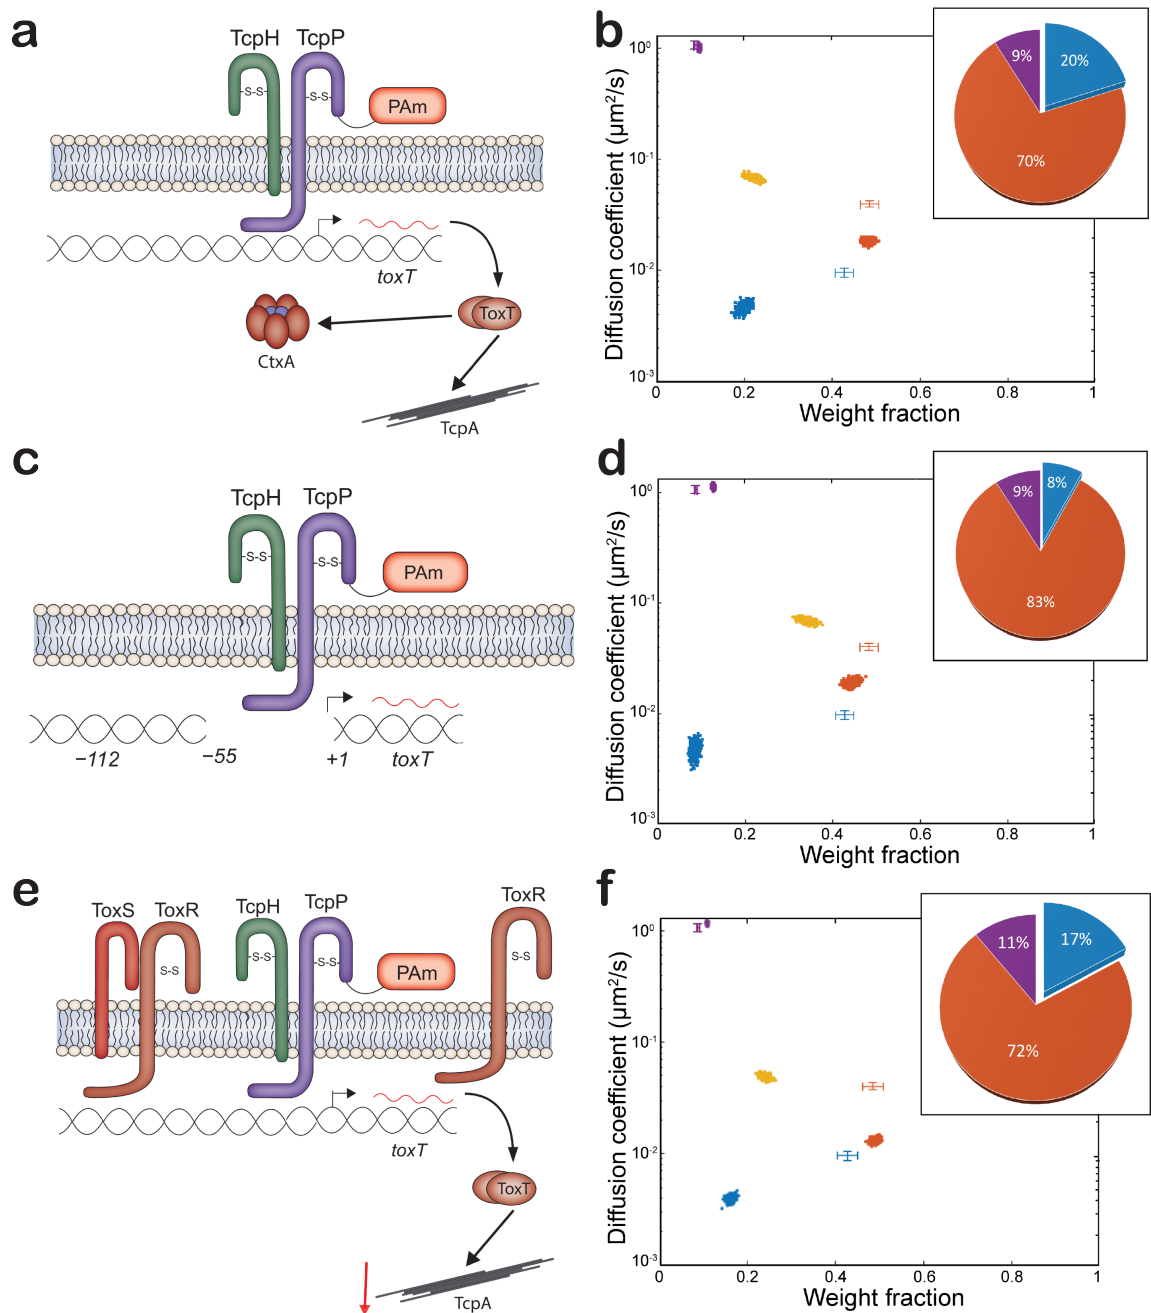 a
TcpH
TcpP
-S-S-
-S-S-
PAm
toxT
ToxT
CtxA
TcpA
b
Diffusion coefficient (µm²/s)
10⁰
10⁻¹
10⁻²
10⁻³
0
0.2
0.4
0.6
0.8
1
Weight fraction
9%
20%
70%
c
TcpH
TcpP
-S-S-
-S-S-
PAm
−112
−55
+1
toxT
d
Diffusion coefficient (µm²/s)
10⁰
10⁻¹
10⁻²
10⁻³
0
0.2
0.4
0.6
0.8
1
Weight fraction
9%
8%
83%
e
ToxS
ToxR
TcpH
TcpP
ToxR
S-S
-S-S-
-S-S-
S-S
PAm
toxT
ToxT
TcpA
f
Diffusion coefficient (µm²/s)
10⁰
10⁻¹
10⁻²
10⁻³
0
0.2
0.4
0.6
0.8
1
Weight fraction
11%
17%
72%